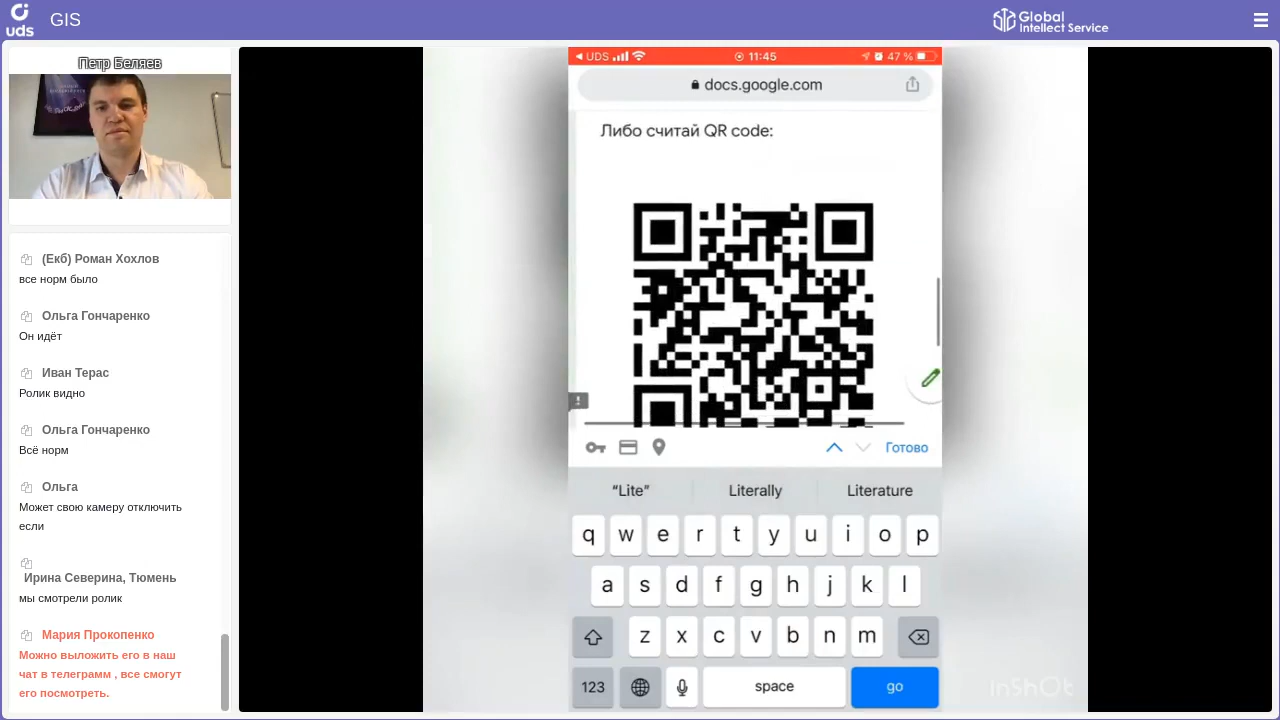 uds
GIS
Global
Intellect Service
Петр Беляев
(Екб) Роман Хохлов
все норм было
Ольга Гончаренко
Он идёт
Иван Терас
Ролик видно
Ольга Гончаренко
Всё норм
Ольга
Может свою камеру отключить
если
Ирина Северина, Тюмень
мы смотрели ролик
Мария Прокопенко
Можно выложить его в наш
чат в телеграмм , все смогут
его посмотреть.
UDS
11:45
47 %
docs.google.com
Либо считай QR code:
Готово
“Lite”
Literally
Literature
q w e r t y u i o p
a s d f g h j k l
z x c v b n m
123
space
go
InShOt